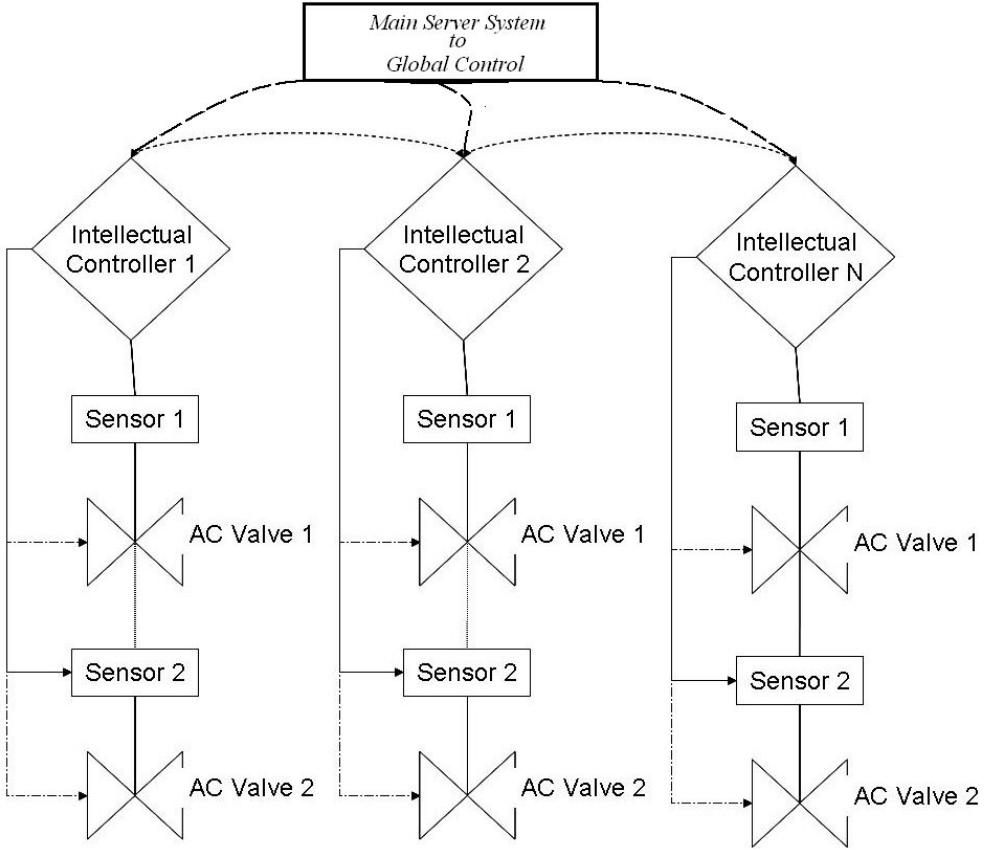 Main Server System
to
Global Control
Intellectual
Controller 1
Intellectual
Controller 2
Intellectual
Controller N
Sensor 1
Sensor 1
Sensor 1
AC Valve 1
AC Valve 1
AC Valve 1
Sensor 2
Sensor 2
Sensor 2
AC Valve 2
AC Valve 2
AC Valve 2